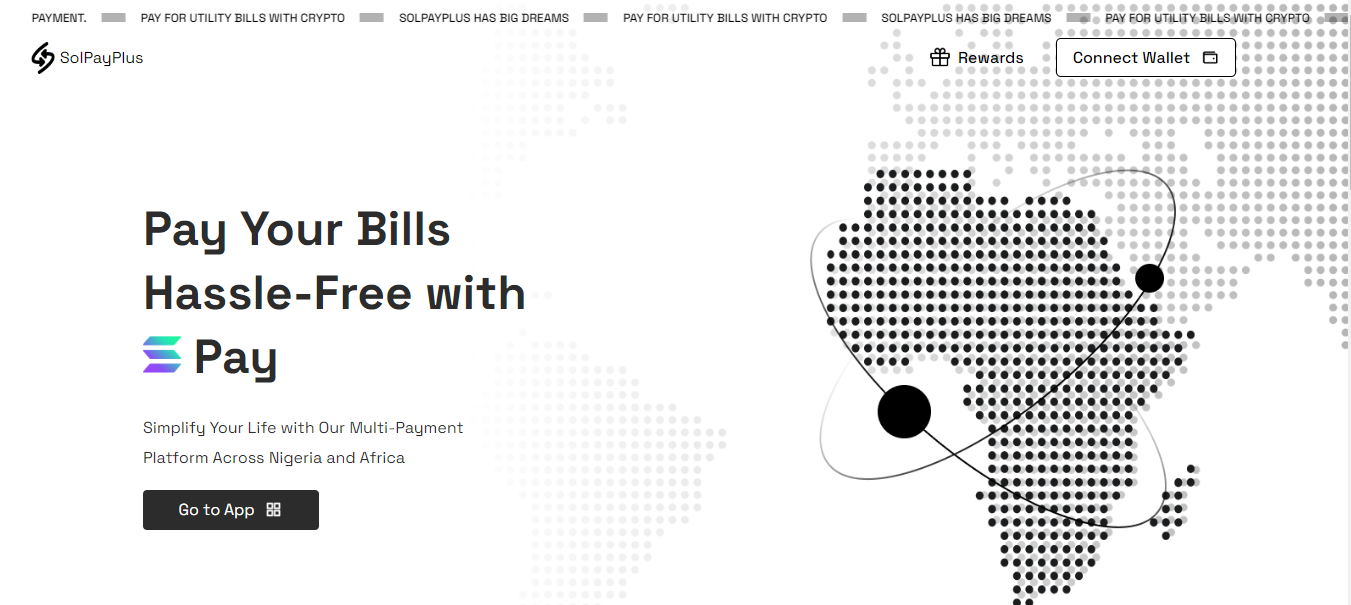 PAYMENT. PAY FOR UTILITY BILLS WITH CRYPTO SOLPAYPLUS HAS BIG DREAMS PAY FOR UTILITY BILLS WITH CRYPTO SOLPAYPLUS HAS BIG DREAMS PAY FOR UTILITY BILLS WITH CRYPTO
SolPayPlus Rewards Connect Wallet
Pay Your Bills
Hassle-Free with
Pay
Simplify Your Life with Our Multi-Payment
Platform Across Nigeria and Africa
Go to App